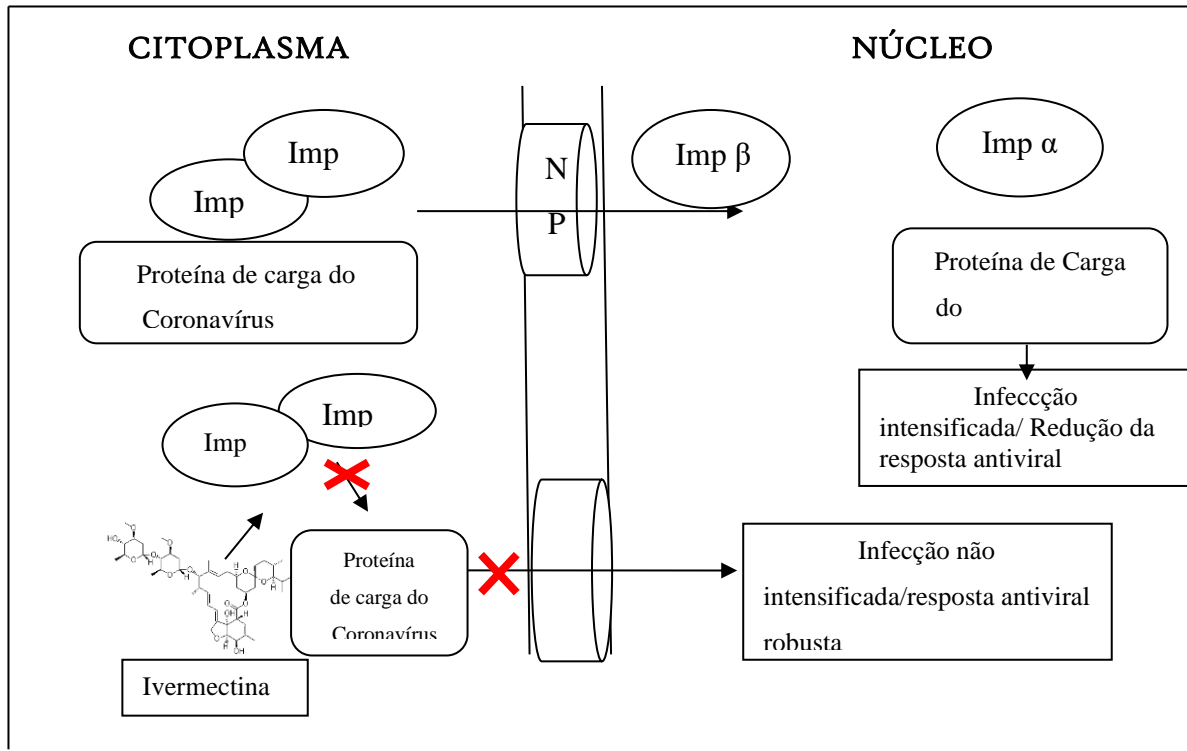 CITOPLASMA
NÚCLEO
Imp
Imp
Proteína de carga do
Coronavírus
N
P
Imp β
Imp α
Proteína de Carga
do
Infeccção
intensificada/ Redução da
resposta antiviral
Imp
Imp
Proteína
de carga do
Coronavírus
Infecção não
intensificada/resposta antiviral
robusta
Ivermectina